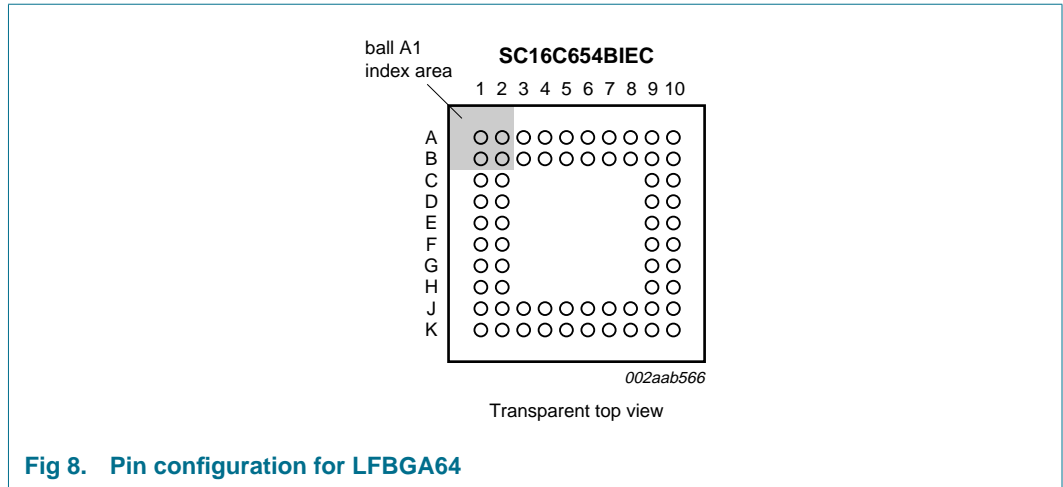 ball A1
index area
SC16C654BIEC
1 2 3 4 5 6 7 8 9 10
A
B
C
D
E
F
G
H
J
K
002aab566
Transparent top view
Fig 8. Pin configuration for LFBGA64